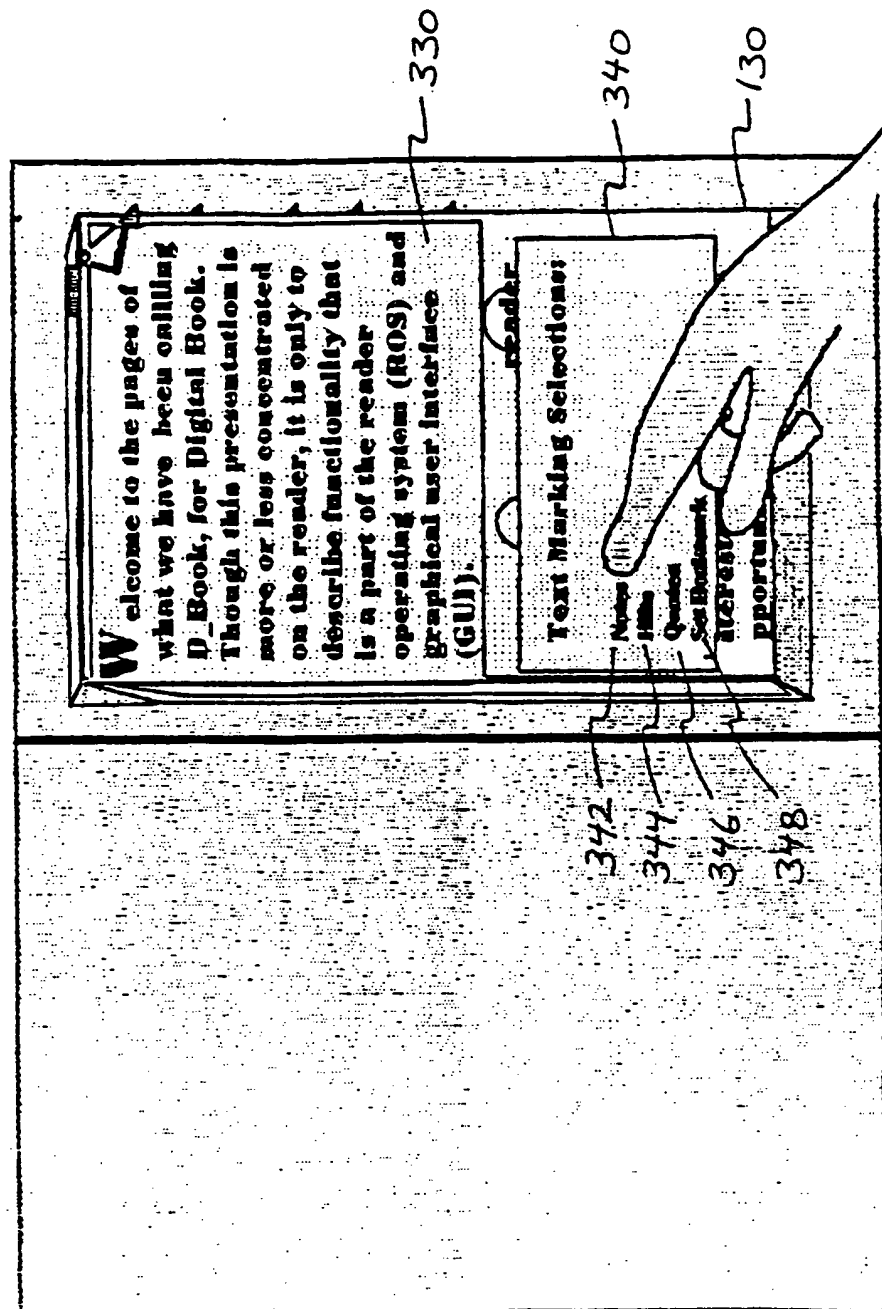 Welcome to the pages of
what we have been calling
D_Book, for Digital Book.
Though this presentation is
more or less concentrated
on the reader, it is only to
describe functionality that
is a part of the reader
operating system (ROS) and
graphical user interface
(GUI).
reader
Text Marking Selections:
Notes
Quotes
Set Bookmark
330
340
130
342
344
346
348